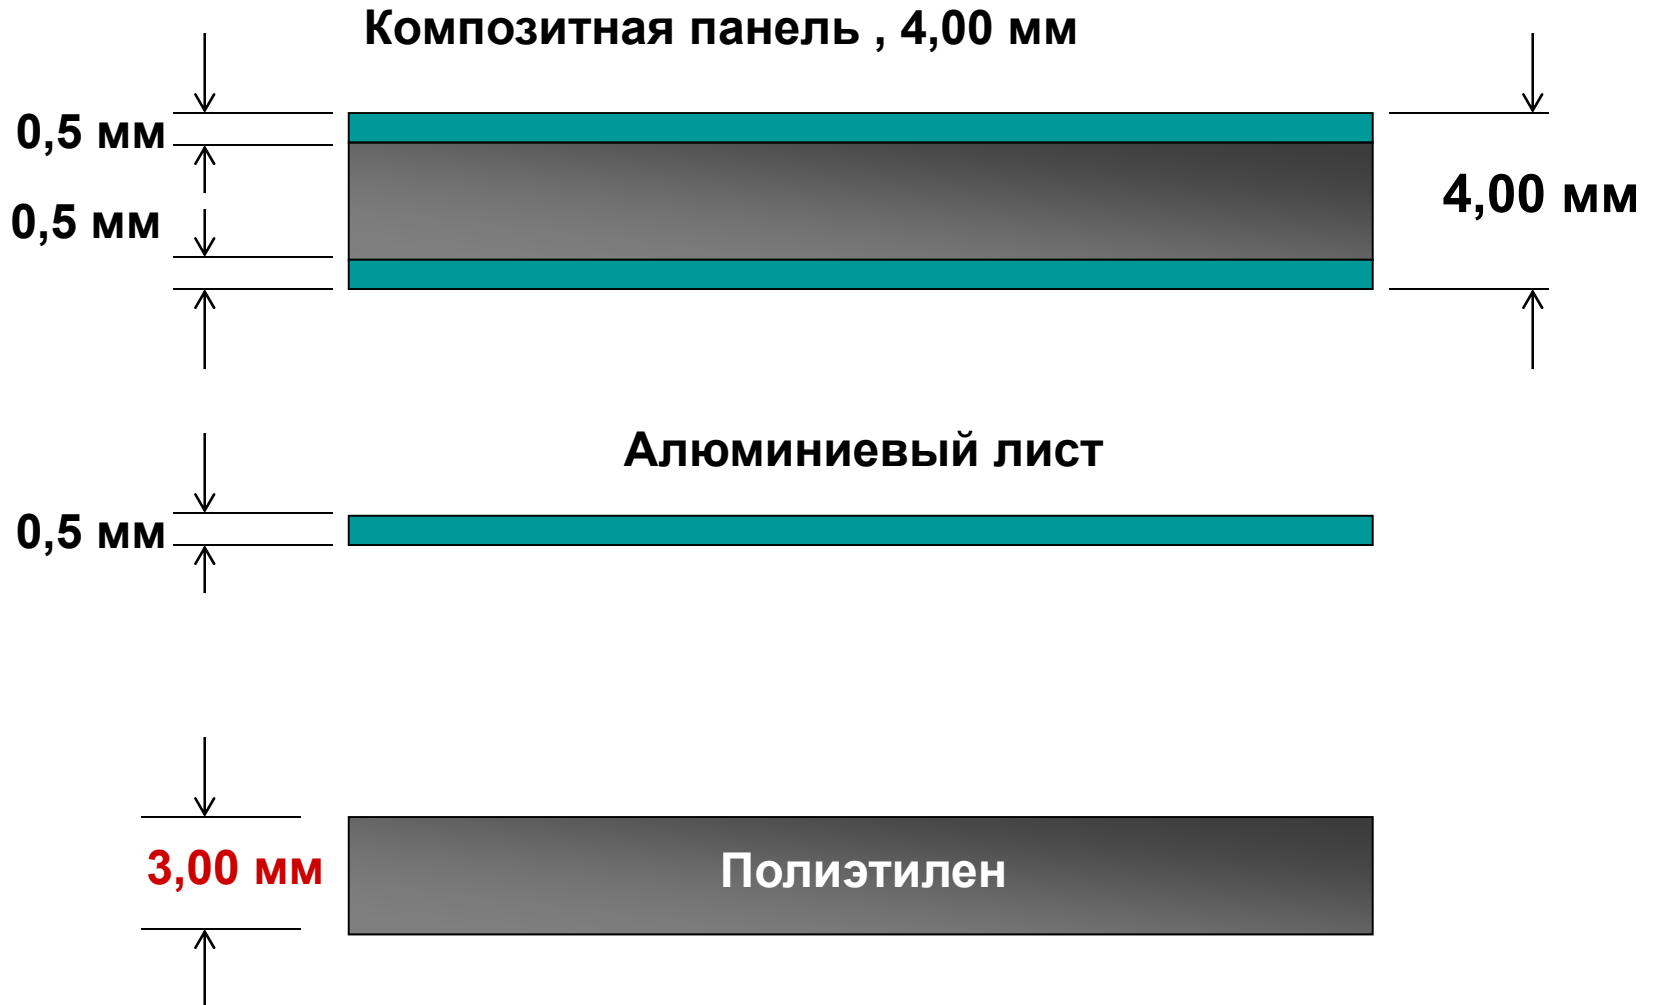 Композитная панель , 4,00 мм
0,5 мм
0,5 мм
4,00 мм
Алюминиевый лист
0,5 мм
3,00 мм
Полиэтилен